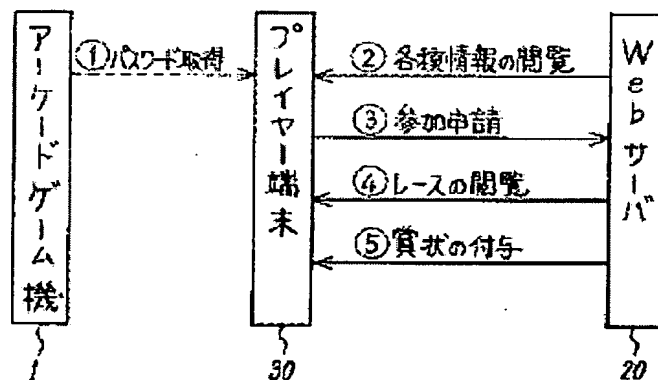 アーケードゲーム機
①パスワード取得
プレイヤー端末
②各種情報の閲覧
③参加申請
④レースの閲覧
⑤賞状の付与
Webサーバ
1
30
20